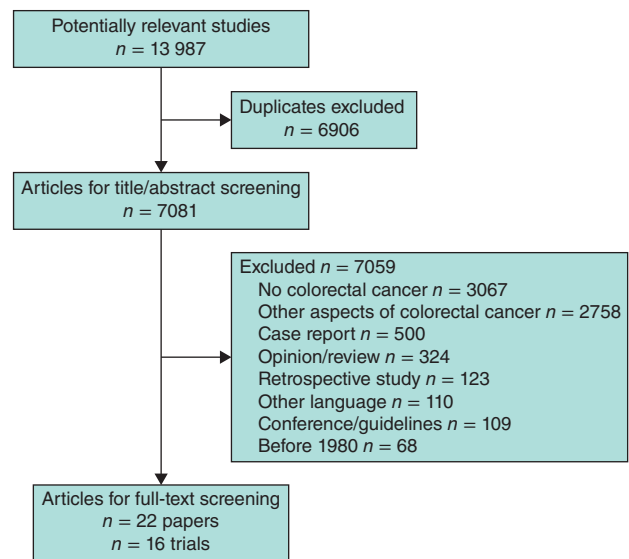 Potentially relevant studies
n = 13 987
Duplicates excluded
n = 6906
Articles for title/abstract screening
n = 7081
Excluded n = 7059
No colorectal cancer n = 3067
Other aspects of colorectal cancer n = 2758
Case report n = 500
Opinion/review n = 324
Retrospective study n = 123
Other language n = 110
Conference/guidelines n = 109
Before 1980 n = 68
Articles for full-text screening
n = 22 papers
n = 16 trials